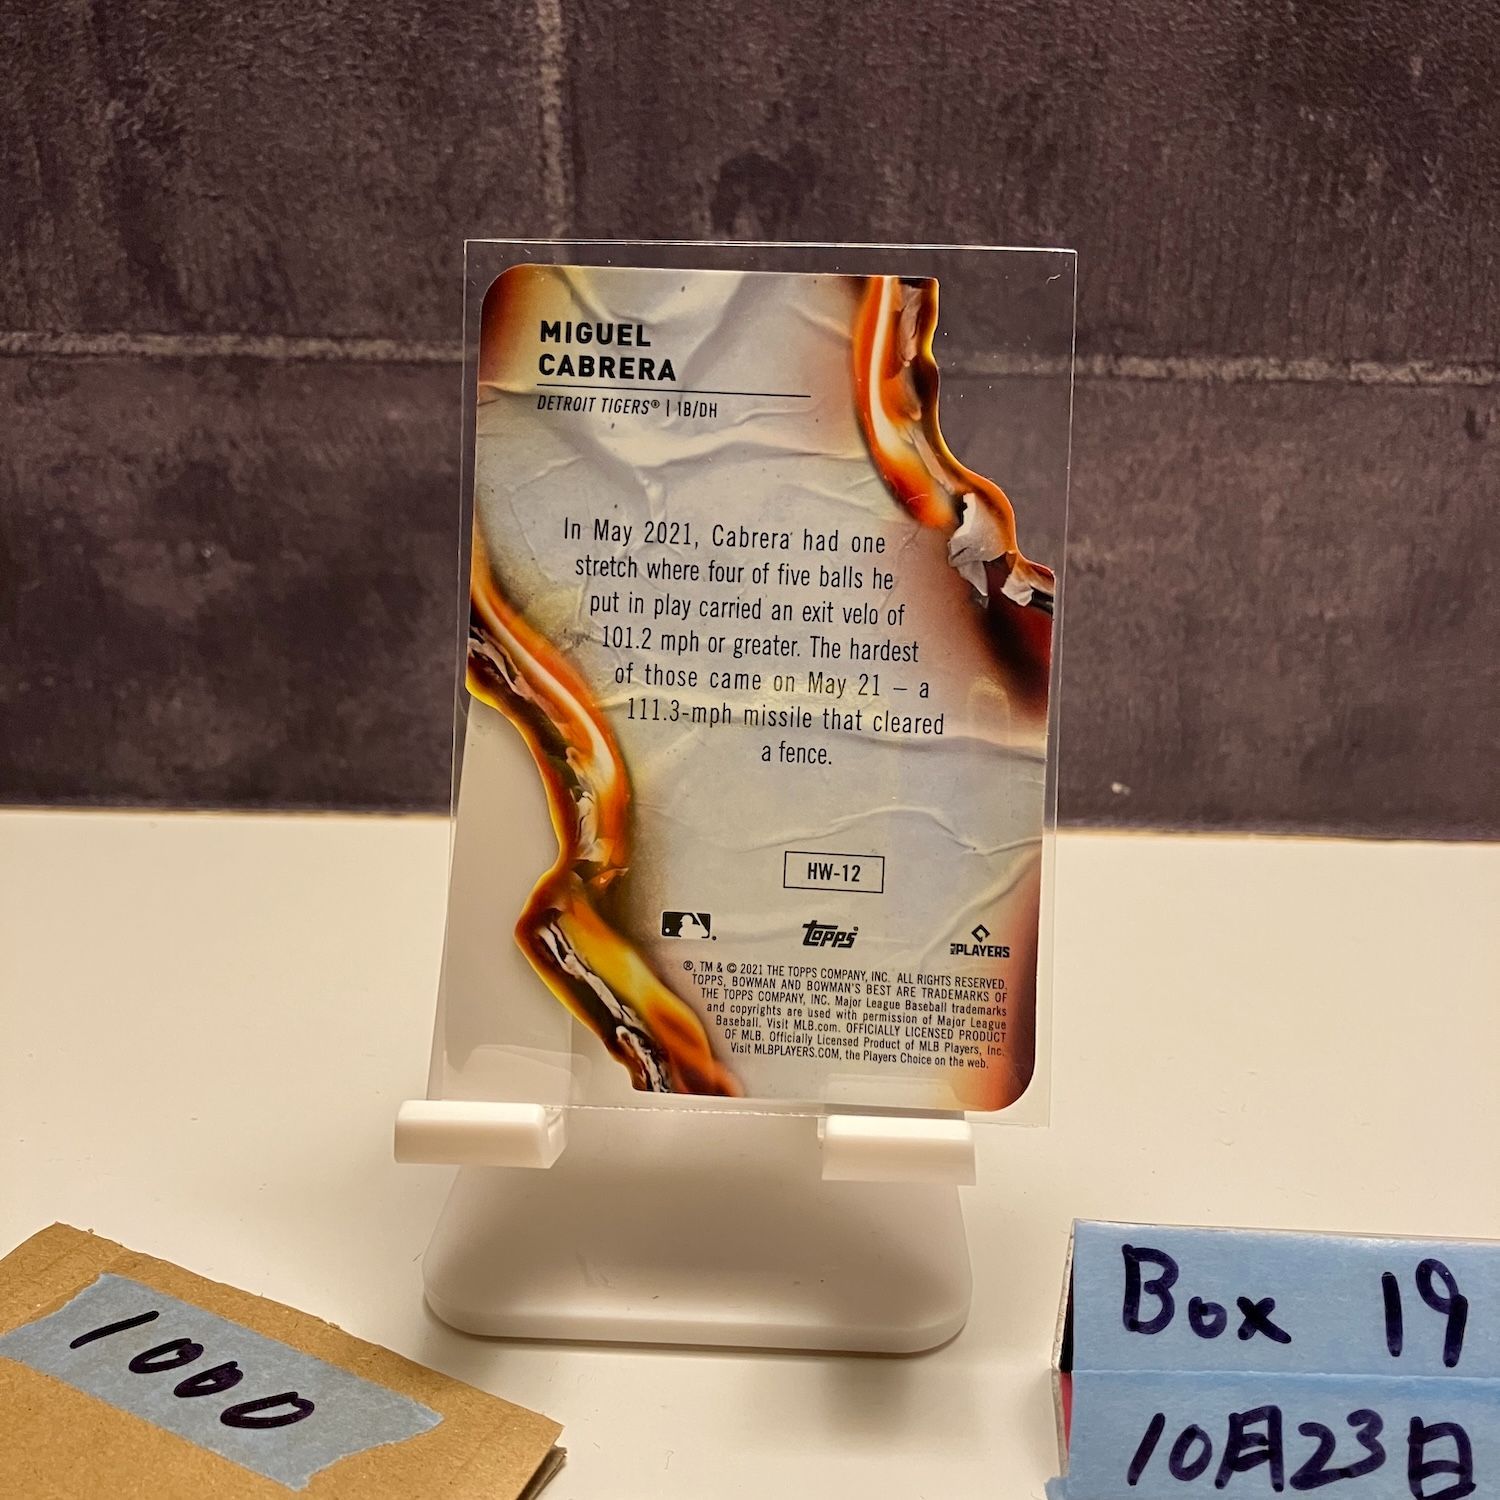 MIGUEL
CABRERA
DETROIT TIGERS® | 1B/DH
In May 2021, Cabrera had one
stretch where four of five balls he
put in play carried an exit velo of
101.2 mph or greater. The hardest
of those came on May 21 – a
111.3-mph missile that cleared
a fence.
HW-12
topps®
MLB PLAYERS
®, TM & © 2021 THE TOPPS COMPANY, INC. ALL RIGHTS RESERVED.
TOPPS, BOWMAN AND BOWMAN'S BEST ARE TRADEMARKS OF
THE TOPPS COMPANY, INC. Major League Baseball trademarks
and copyrights are used with permission of Major League
Baseball. Visit MLB.com. OFFICIALLY LICENSED PRODUCT
OF MLB. Officially Licensed Product of MLB Players, Inc.
Visit MLBPLAYERS.COM, the Players Choice on the web.
1000
Box 19
10月23日